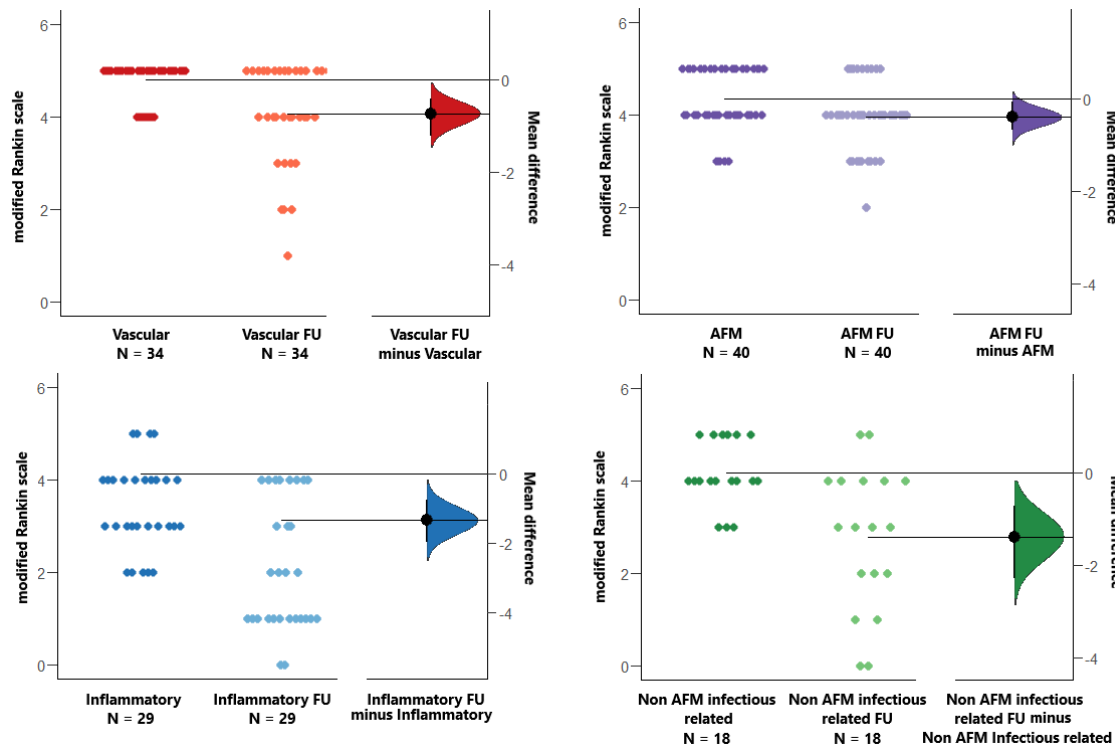 6
4
2
0
modified Rankin scale
0
-2
-4
Mean difference
Vascular
N = 34
Vascular FU
N = 34
Vascular FU
minus Vascular
6
4
2
0
modified Rankin scale
0
-2
-4
Mean difference
AFM
N = 40
AFM FU
N = 40
AFM FU
minus AFM
6
4
2
0
modified Rankin scale
0
-2
-4
Mean difference
Inflammatory
N = 29
Inflammatory FU
N = 29
Inflammatory FU
minus Inflammatory
6
4
2
0
modified Rankin scale
0
-2
-4
Mean difference
Non AFM infectious
related
N = 18
Non AFM infectious
related FU
N = 18
Non AFM infectious
related FU minus
Non AFM Infectious related